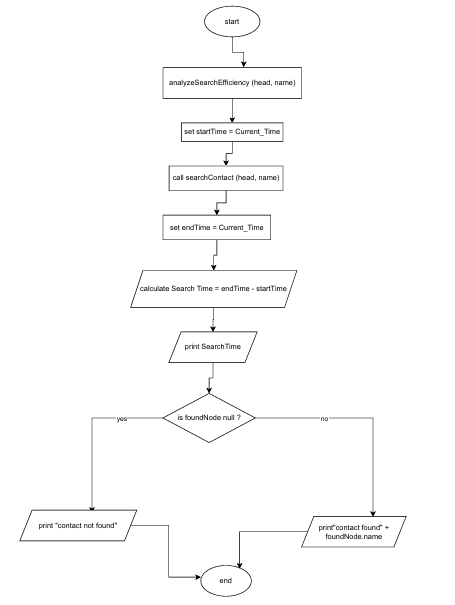 start
analyzeSearchEfficiency (head, name)
set startTime = Current_Time
call searchContact (head, name)
set endTime = Current_Time
calculate Search Time = endTime - startTime
print SearchTime
is foundNode null ?
yes
no
print "contact not found"
print"contact found" +
foundNode.name
end